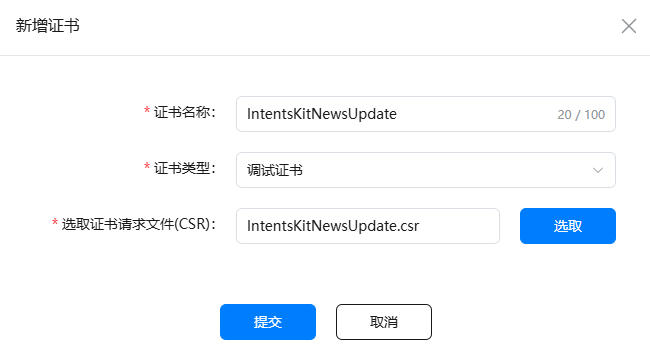 新增证书
* 证书名称： IntentsKitNewsUpdate 20 / 100
* 证书类型： 调试证书
* 选取证书请求文件(CSR)： IntentsKitNewsUpdate.csr 选取
提交 取消